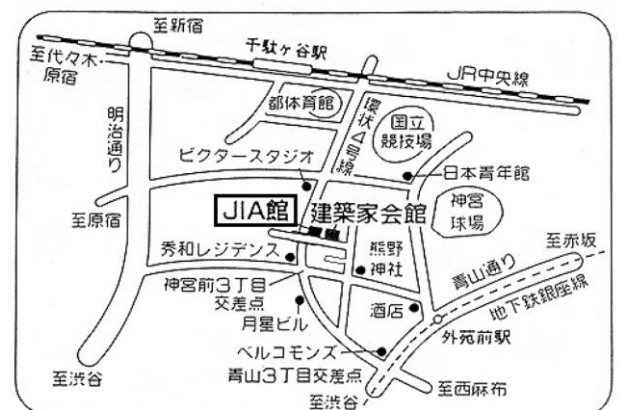 至新宿
千駄ヶ谷駅
至代々木・
原宿
JR中央線
都体育館
環状4号線
国立
競技場
明治通り
ビクタースタジオ
日本青年館
JIA館
建築家会館
神宮
球場
至原宿
秀和レジデンス
熊野
神社
至赤坂
青山通り
地下鉄銀座線
神宮前3丁目
交差点
酒店
月星ビル
外苑前駅
ベルコモンズ
青山3丁目交差点
至渋谷
至西麻布
至渋谷